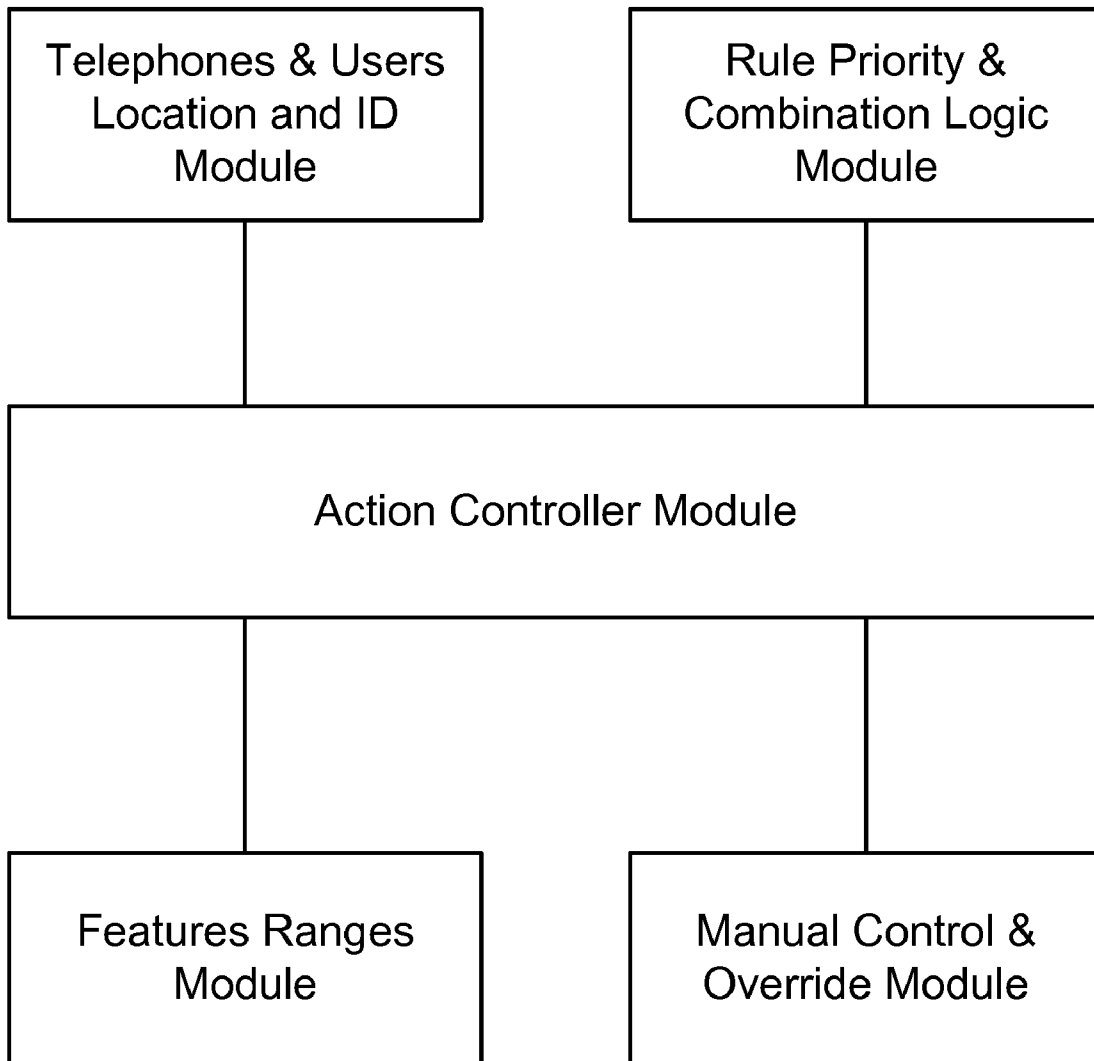 Telephones & Users
Location and ID
Module
Rule Priority &
Combination Logic
Module
Action Controller Module
Features Ranges
Module
Manual Control &
Override Module